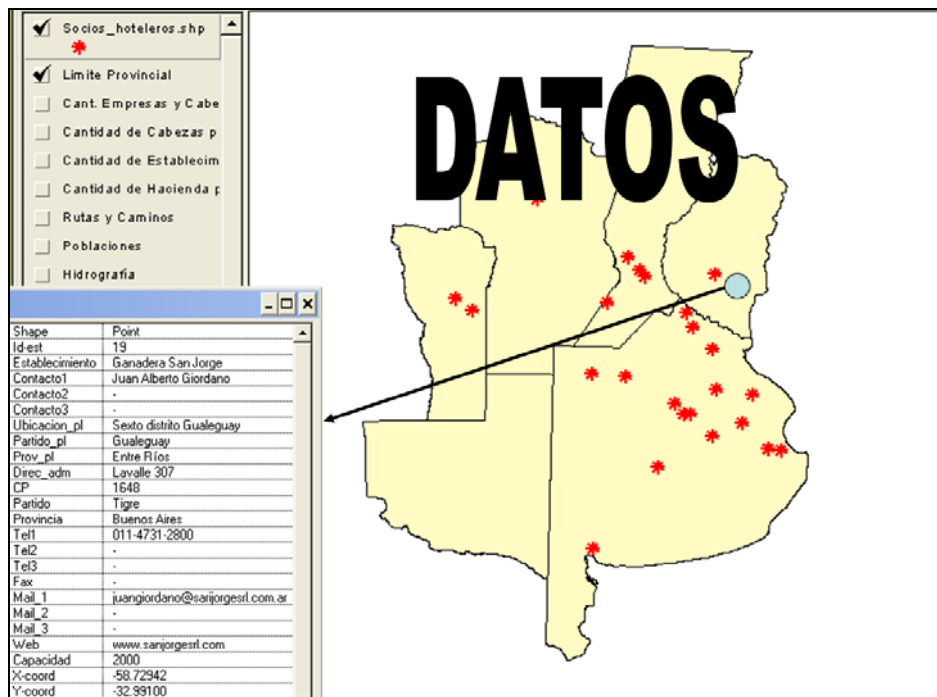 Socios_hoteleros.shp
Limite Provincial
Cant. Empresas y Cabe
Cantidad de Cabezas p
Cantidad de Establecim
Cantidad de Hacienda p
Rutas y Caminos
Poblaciones
Hidrografía
DATOS
Shape Point
Id-est 19
Establecimiento Ganadera San Jorge
Contacto1 Juan Alberto Giordano
Contacto2 -
Contacto3 -
Ubicacion_pl Sexto distrito Gualeguay
Partido_pl Gualeguay
Prov_pl Entre Ríos
Direc_adm Lavalle 307
CP 1648
Partido Tigre
Provincia Buenos Aires
Tel1 011-4731-2800
Tel2 -
Tel3 -
Fax -
Mail_1 juangiordano@sanjorgesrl.com.ar
Mail_2 -
Mail_3 -
Web www.sanjorgesrl.com
Capacidad 2000
X-coord -58.72942
Y-coord -32.99100